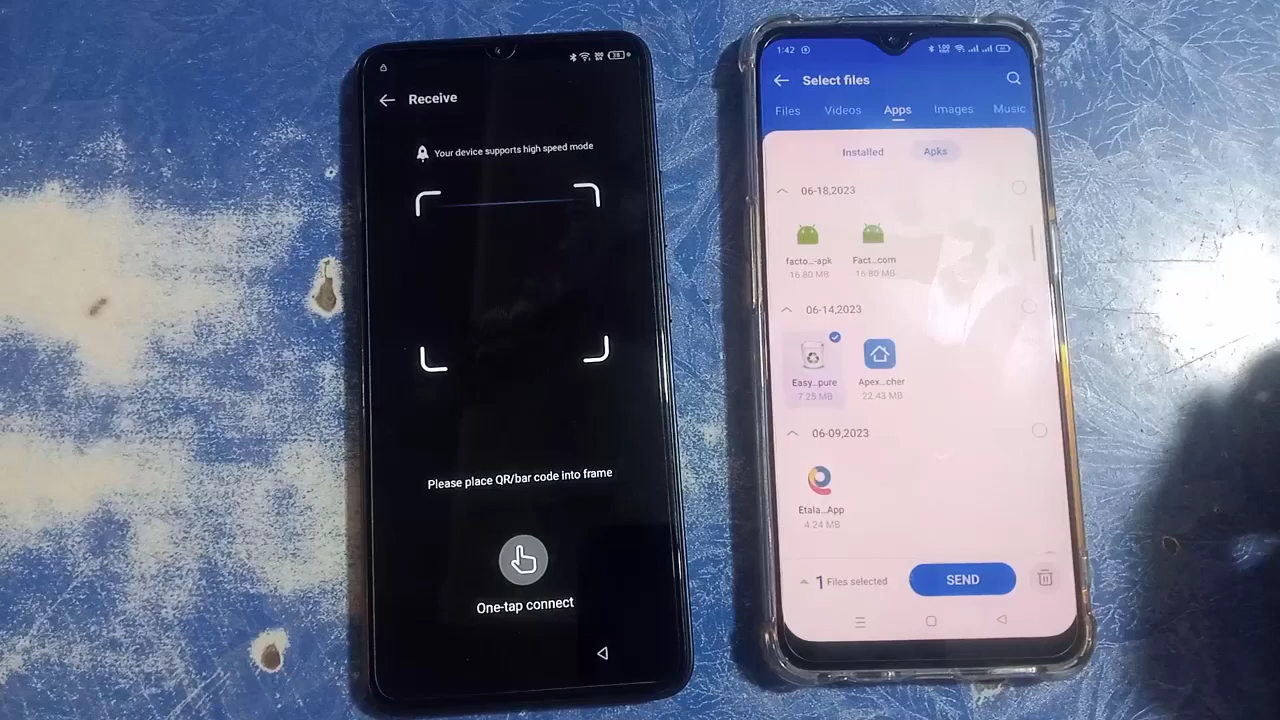 Receive
Your device supports high speed mode
Please place QR/bar code into frame
One-tap connect
1:42
Select files
Files Videos Apps Images Music
Installed Apks
06-18,2023
facto...-apk Fact...com
16.80 MB 16.80 MB
06-14,2023
Easy...pure Apex...cher
7.25 MB 22.43 MB
06-09,2023
Etala...App
4.24 MB
1 Files selected SEND